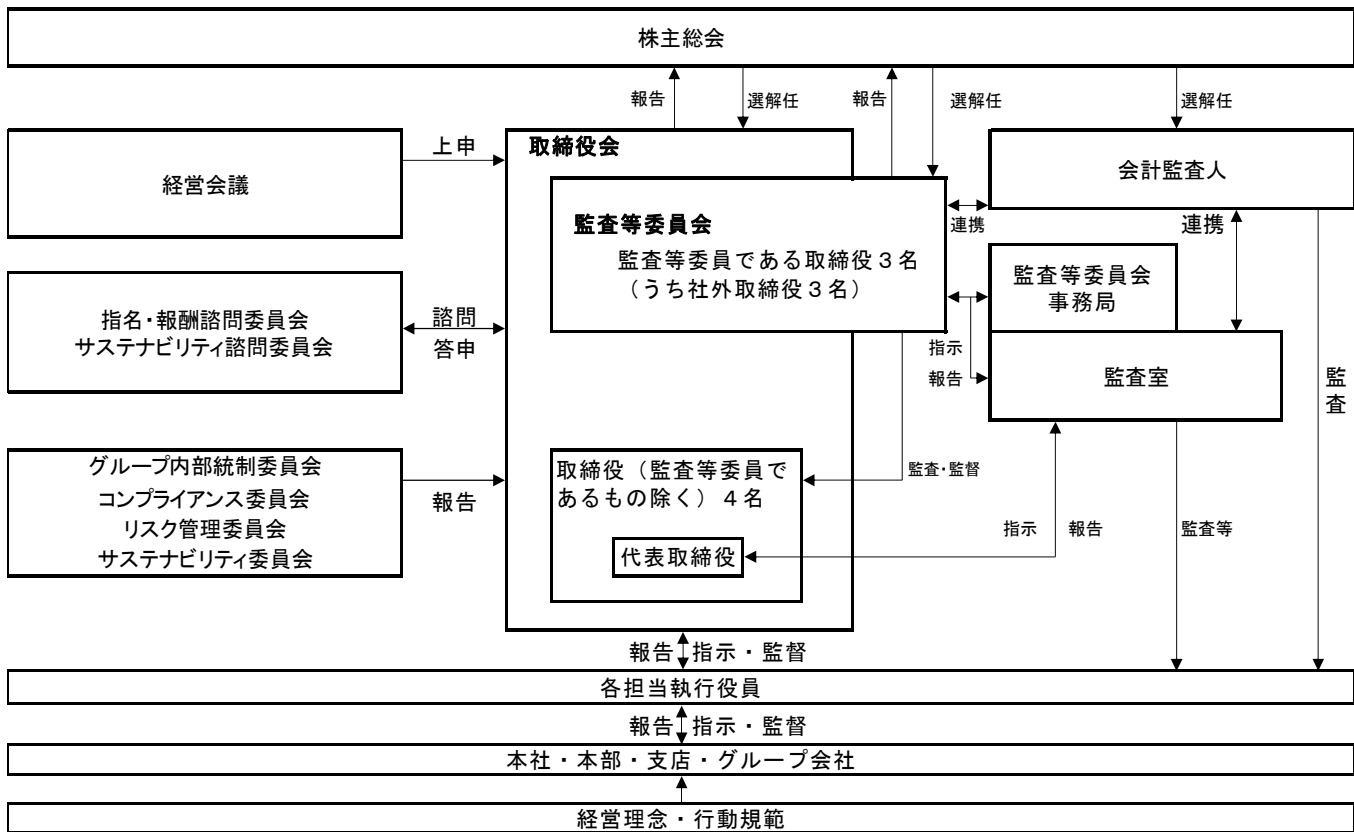 株主総会
報告
選解任
報告
選解任
選解任
経営会議
上申
取締役会
監査等委員会
監査等委員である取締役３名
（うち社外取締役３名）
連携
会計監査人
連携
監査等委員会
事務局
監査室
指示
報告
監査
指名・報酬諮問委員会
サステナビリティ諮問委員会
諮問
答申
グループ内部統制委員会
コンプライアンス委員会
リスク管理委員会
サステナビリティ委員会
報告
取締役（監査等委員で
あるもの除く）４名
代表取締役
監査・監督
指示
報告
監査等
報告 指示・監督
各担当執行役員
報告 指示・監督
本社・本部・支店・グループ会社
経営理念・行動規範